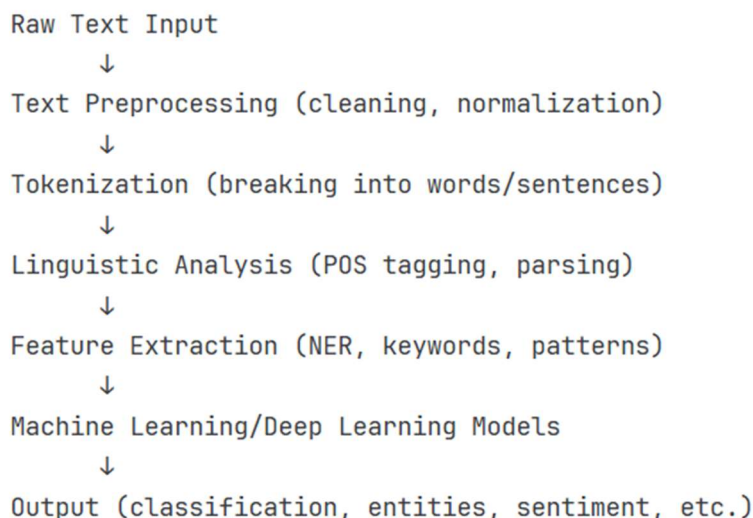 Raw Text Input
↓
Text Preprocessing (cleaning, normalization)
↓
Tokenization (breaking into words/sentences)
↓
Linguistic Analysis (POS tagging, parsing)
↓
Feature Extraction (NER, keywords, patterns)
↓
Machine Learning/Deep Learning Models
↓
Output (classification, entities, sentiment, etc.)